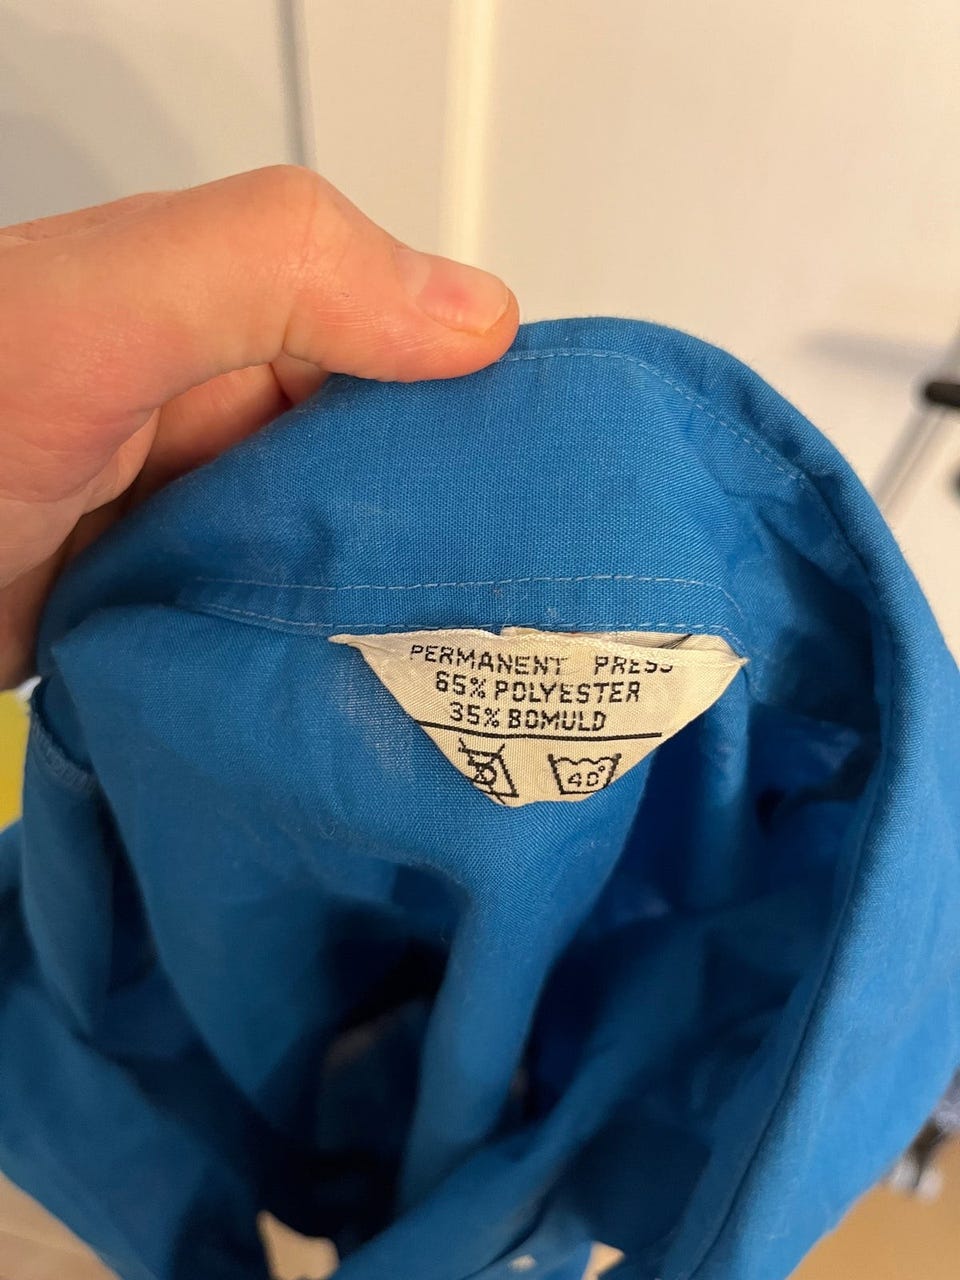 PERMANENT PRESS
65% POLYESTER
35% BOMULD
40°